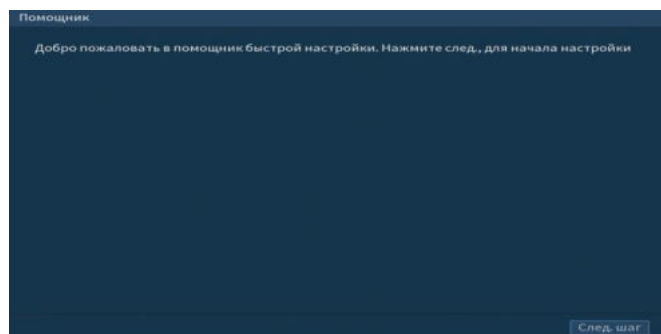 Помощник
Добро пожаловать в помощник быстрой настройки. Нажмите след., для начала настройки
След. шаг